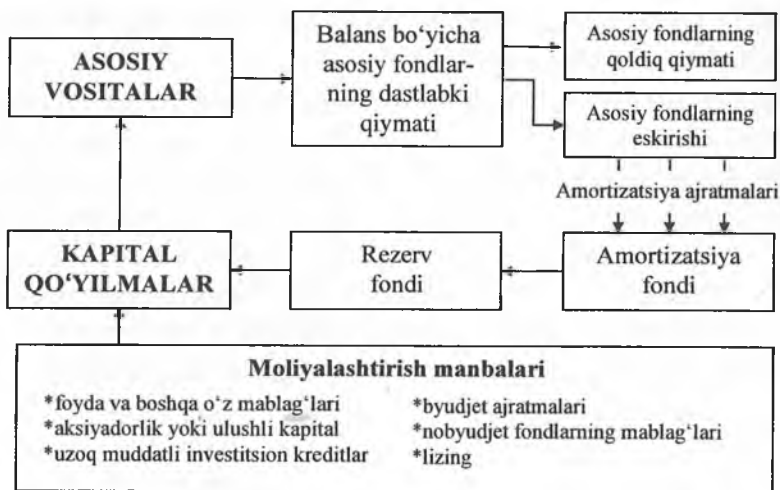 ASOSIY
VOSITALAR
Balans bo‘yicha
asosiy fondlar-
ning dastlabki
qiymati
Asosiy fondlarning
qoldiq qiymati
Asosiy fondlarning
eskirishi
Amortizatsiya ajratmalari
KAPITAL
QO‘YILMALAR
Rezerv
fondi
Amortizatsiya
fondi
Moliyalashtirish manbalari
*foyda va boshqa o‘z mablag‘lari
*aksiyadorlik yoki ulushli kapital
*uzoq muddatli investitsion kreditlar
*byudjet ajratmalari
*nobyudjet fondlarning mablag‘lari
*lizing